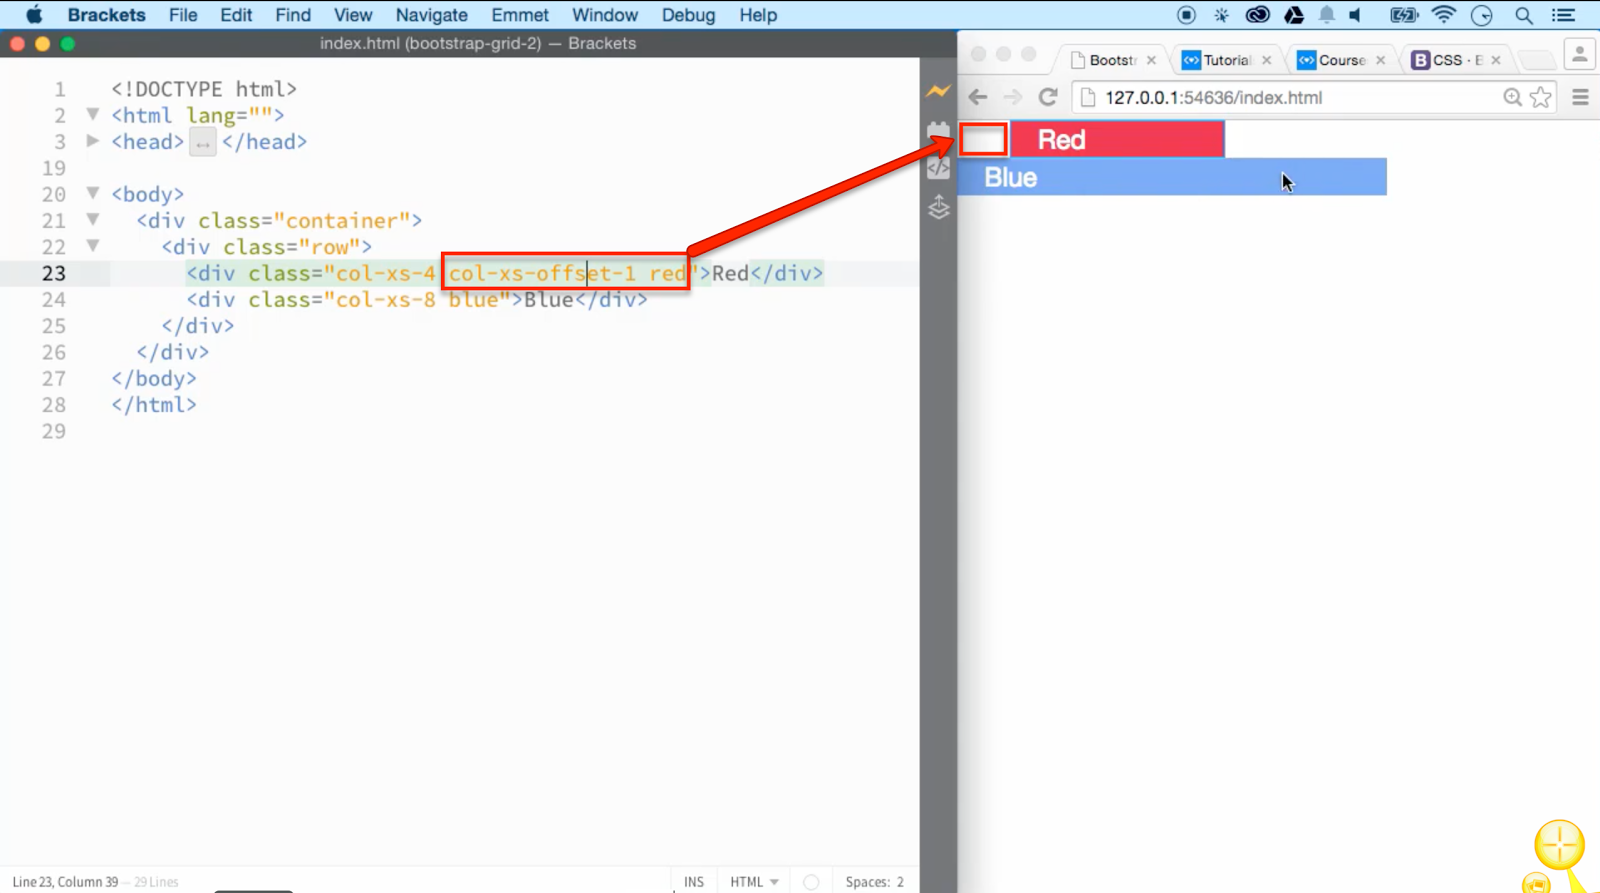 Brackets File Edit Find View Navigate Emmet Window Debug Help
index.html (bootstrap-grid-2) — Brackets
1 <!DOCTYPE html>
2 <html lang="">
3 <head> ↔ </head>
19
20 <body>
21 <div class="container">
22 <div class="row">
23 <div class="col-xs-4 col-xs-offset-1 red">Red</div>
24 <div class="col-xs-8 blue">Blue</div>
25 </div>
26 </div>
27 </body>
28 </html>
29
Line 23, Column 39 — 29 Lines
INS HTML Spaces: 2
Bootstr Tutorial Course B CSS · B
127.0.0.1:54636/index.html
Red
Blue